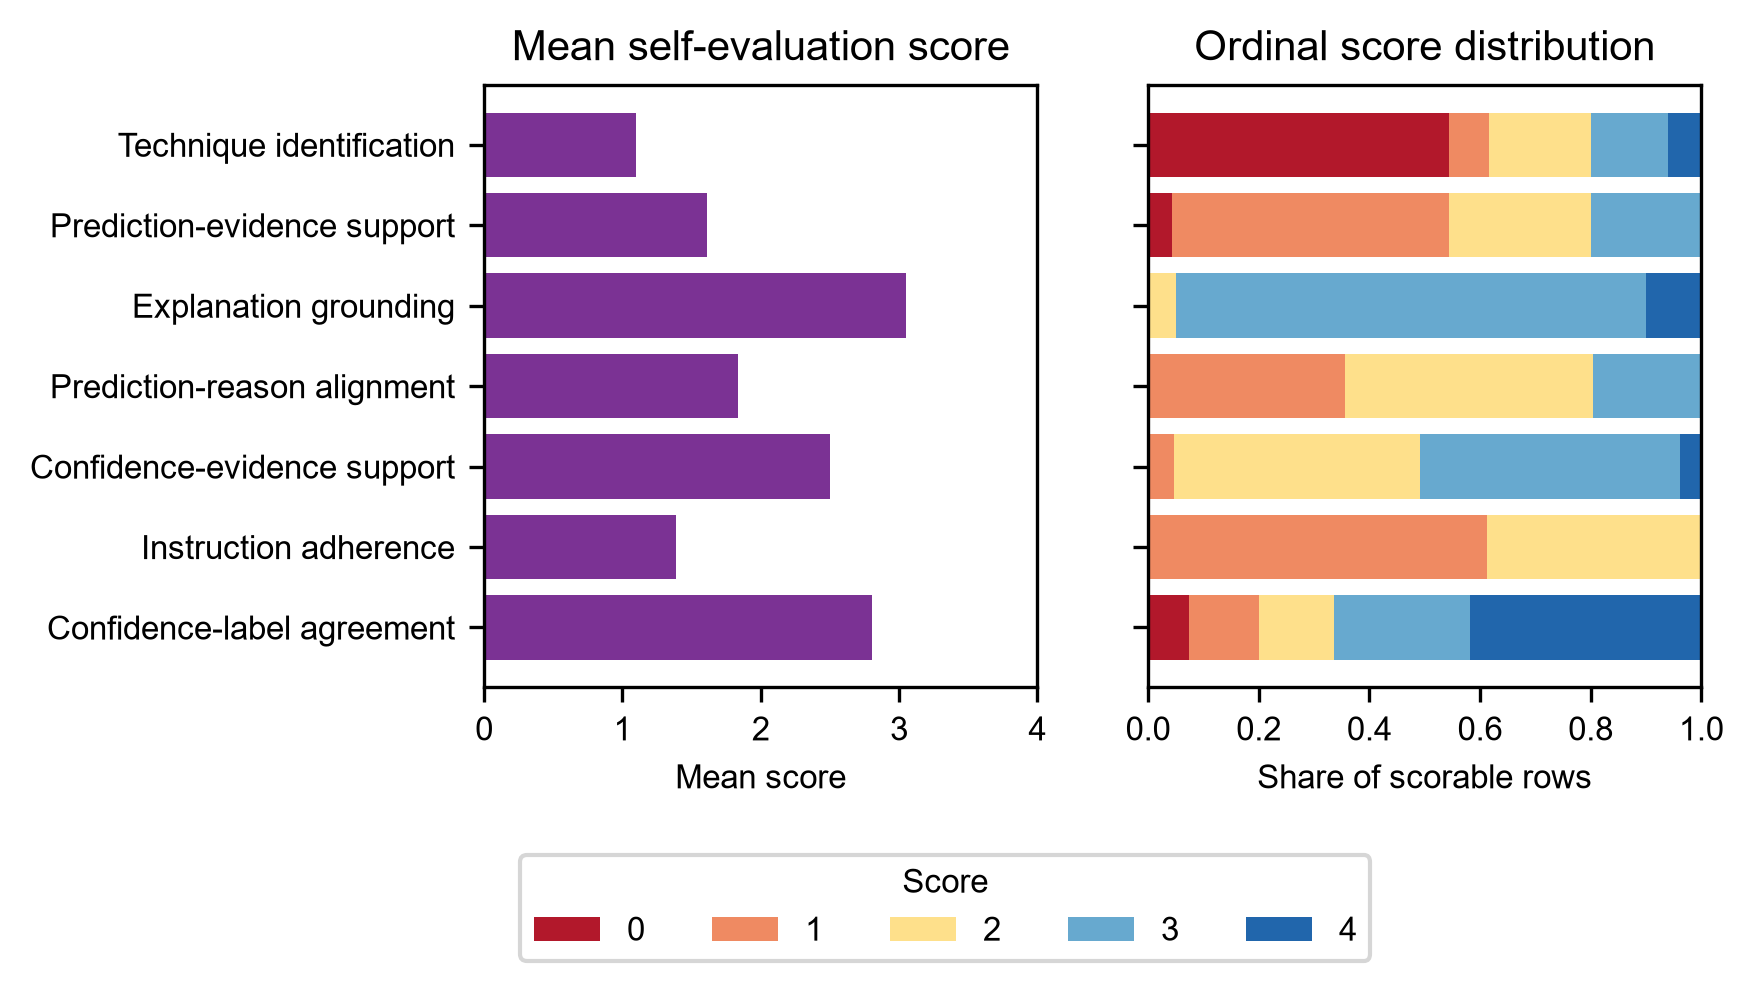 Mean self-evaluation score
Ordinal score distribution
Technique identification
Prediction-evidence support
Explanation grounding
Prediction-reason alignment
Confidence-evidence support
Instruction adherence
Confidence-label agreement
0 1 2 3 4
0.0 0.2 0.4 0.6 0.8 1.0
Mean score
Share of scorable rows
Score
0 1 2 3 4